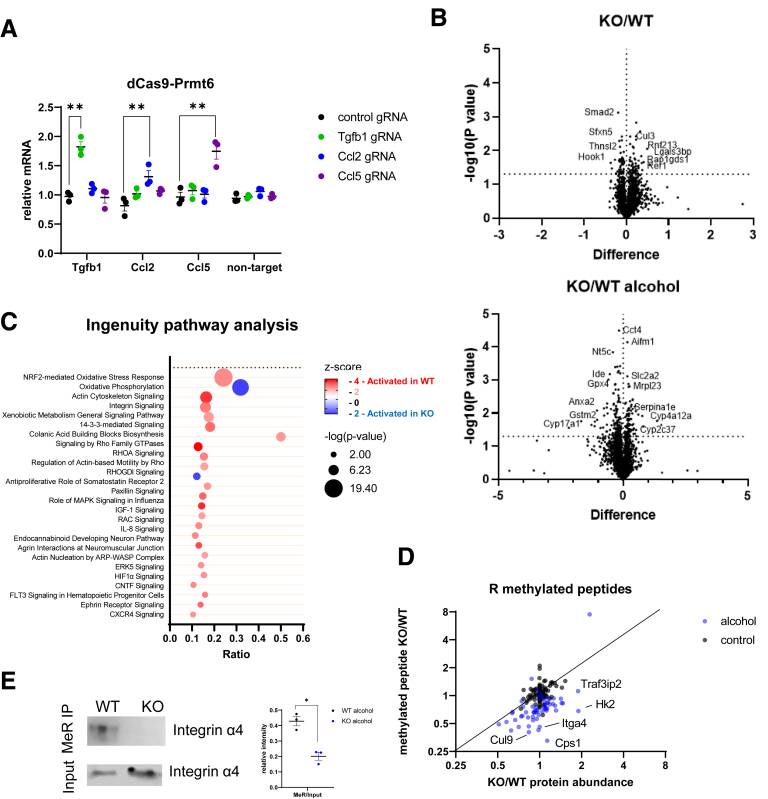 A
dCas9-Prmt6
relative mRNA
2.5
2.0
1.5
1.0
0.5
0.0
**
**
**
Tgfb1
Ccl2
Ccl5
non-target
control gRNA
Tgfb1 gRNA
Ccl2 gRNA
Ccl5 gRNA
B
KO/WT
-log10(P value)
5
4
3
2
1
0
Smad2
Sfxn5
Cul3
Thnsl2
Rnf213
Lgals3bp
Hook1
Rap1gds1
-3
-2
-1
0
1
2
3
Difference
KO/WT alcohol
-log10(P value)
5
4
3
2
1
0
Cct4
Aifm1
Nt5c
Ide
Slc2a2
Gpx4
Mrpl23
Anxa2
Serpina1e
Gstm2
Cyp4a12a
Cyp17a1
Cyp2c37
-5
0
5
Difference
C
Ingenuity pathway analysis
NRF2-mediated Oxidative Stress Response
Oxidative Phosphorylation
Actin Cytoskeleton Signaling
Integrin Signaling
Xenobiotic Metabolism General Signaling Pathway
14-3-3-mediated Signaling
Colanic Acid Building Blocks Biosynthesis
Signaling by Rho Family GTPases
RHOA Signaling
Regulation of Actin-based Motility by Rho
RHOGDI Signaling
Antiproliferative Role of Somatostatin Receptor 2
Paxillin Signaling
Role of MAPK Signaling in Influenza
IGF-1 Signaling
RAC Signaling
IL-8 Signaling
Endocannabinoid Developing Neuron Pathway
Agrin Interactions at Neuromuscular Junction
Actin Nucleation by ARP-WASP Complex
ERK5 Signaling
HIF1α Signaling
CNTF Signaling
FLT3 Signaling in Hematopoietic Progenitor Cells
Ephrin Receptor Signaling
CXCR4 Signaling
0.0
0.1
0.2
0.3
0.4
0.5
0.6
Ratio
z-score
- 4 - Activated in WT
- 2
- 0
- 2 - Activated in KO
-log(p-value)
2.00
6.23
19.40
D
R methylated peptides
methylated peptide KO/WT
8
4
2
1
0.5
0.25
Traf3ip2
Hk2
Itga4
Cul9
Cps1
0.25
0.5
1
2
4
8
KO/WT protein abundance
alcohol
control
E
WT
KO
MeR IP
Integrin α4
Input
Integrin α4
relative intensity
0.5
0.4
0.3
0.2
0.1
0.0
*
MeR/Input
WT alcohol
KO alcohol